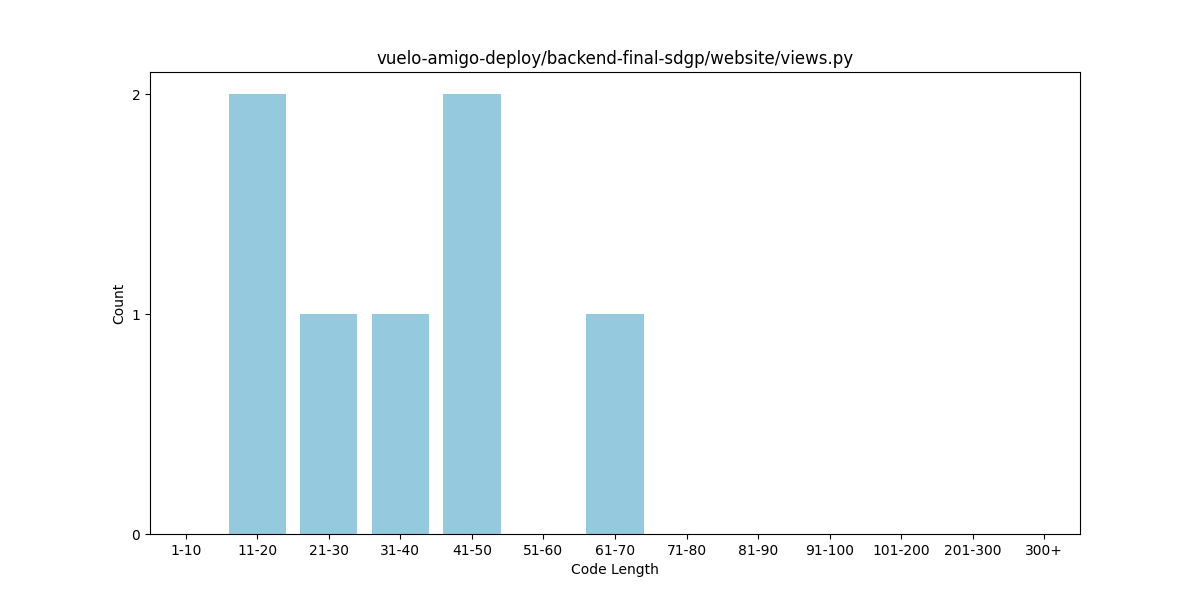 vuelo-amigo-deploy/backend-final-sdgp/website/views.py
2
1
0
Count
1-10 11-20 21-30 31-40 41-50 51-60 61-70 71-80 81-90 91-100 101-200 201-300 300+
Code Length